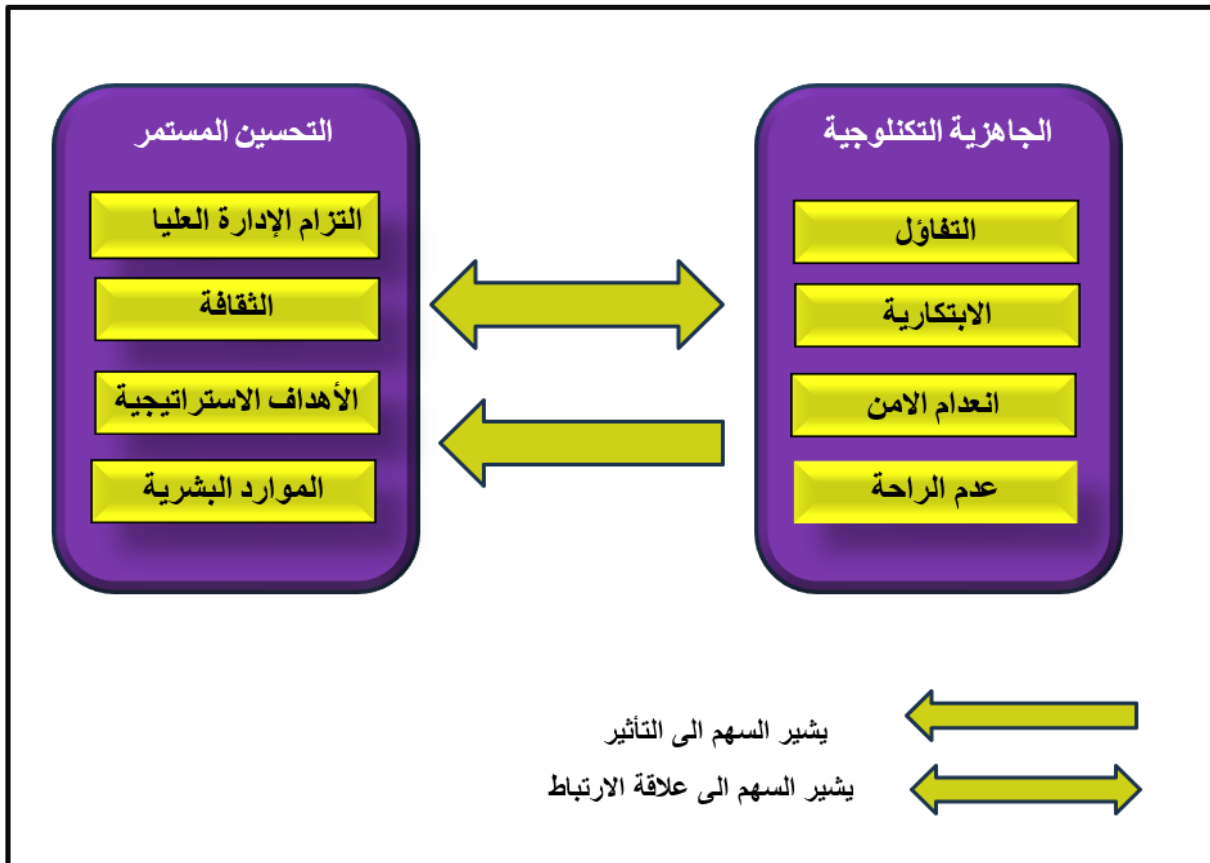 الجاهزية التكنلوجية
التفاؤل
الابتكارية
انعدام الامن
عدم الراحة
التحسين المستمر
التزام الإدارة العليا
الثقافة
الأهداف الاستراتيجية
الموارد البشرية
يشير السهم الى التأثير
يشير السهم الى علاقة الارتباط